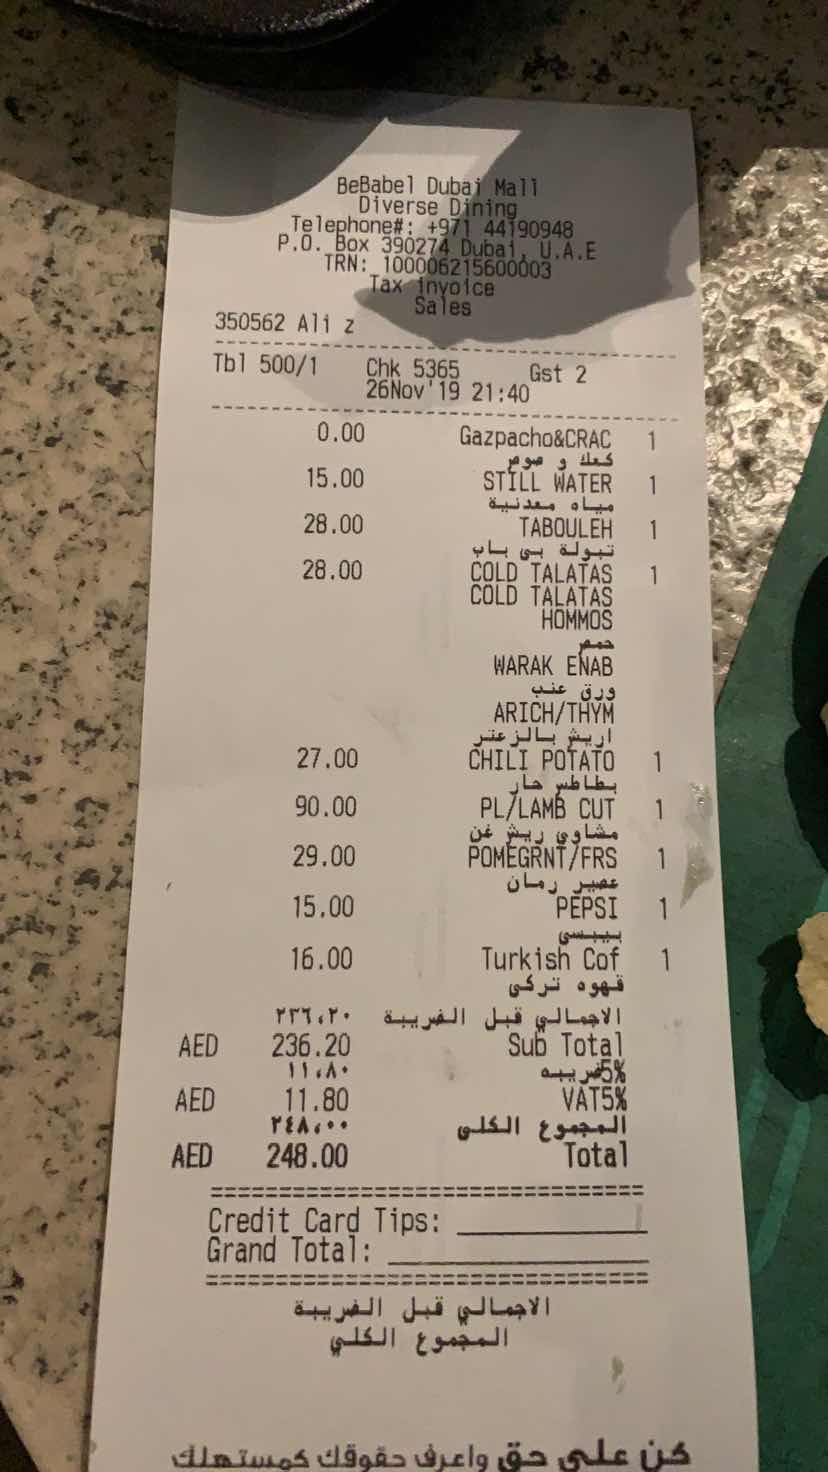 BeBabel Dubai Mall
Diverse Dining
Telephone#: +971 44190948
P.O. Box 390274 Dubai, U.A.E
TRN: 100006215600003
Tax invoice
Sales
350562 Ali z
Tbl 500/1 Chk 5365 Gst 2
26Nov'19 21:40
0.00 Gazpacho&CRAC 1
كعك و صوص
15.00 STILL WATER 1
مياه معدنية
28.00 TABOULEH 1
تبولة بي باب
28.00 COLD TALATAS 1
COLD TALATAS
HOMMOS
حمص
WARAK ENAB
ورق عنب
ARICH/THYM
اريش بالزعتر
27.00 CHILI POTATO 1
بطاطس حار
90.00 PL/LAMB CUT 1
مشاوي ريش غن
29.00 POMEGRNT/FRS 1
عصير رمان
15.00 PEPSI 1
بيبسي
16.00 Turkish Cof 1
قهوه تركى
الاجمالي قبل الضريبة ٢٣٦،٢٠
AED 236.20 Sub Total
5%ضريبه ١١،٨٠
AED 11.80 VAT5%
المجموع الكلى ٢٤٨،٠٠
AED 248.00 Total
Credit Card Tips:
Grand Total:
الاجمالي قبل الضريبة
المجموع الكلي
كن على حق واعرف حقوقك كمستهلك